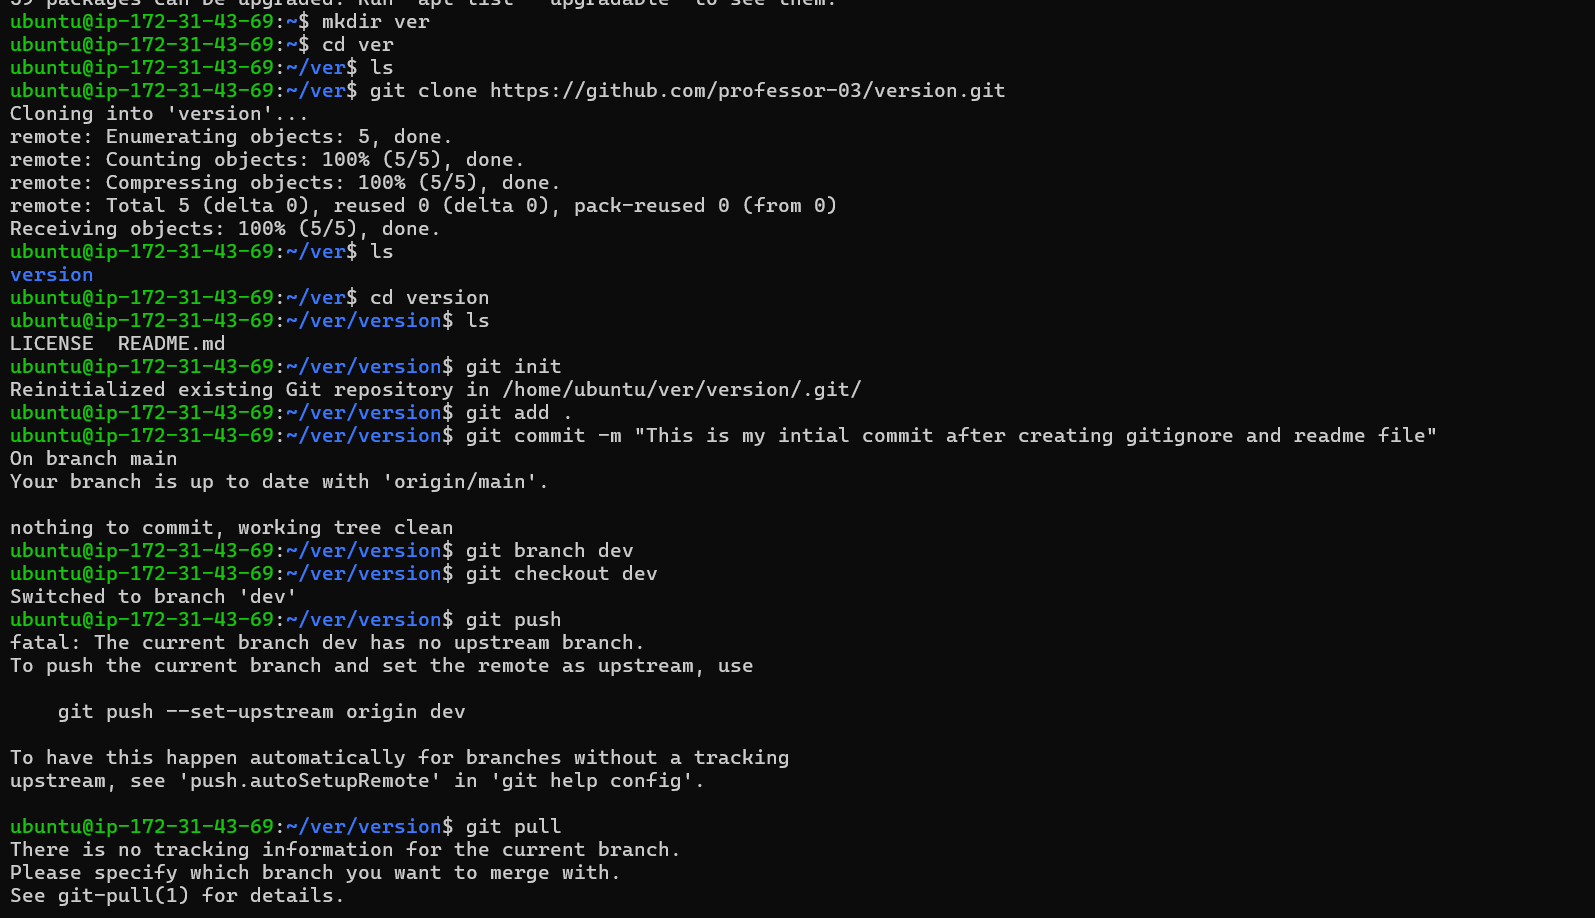 packages can be upgraded. Run 'apt list --upgradable' to see them.
ubuntu@ip-172-31-43-69:~$ mkdir ver
ubuntu@ip-172-31-43-69:~$ cd ver
ubuntu@ip-172-31-43-69:~/ver$ ls
ubuntu@ip-172-31-43-69:~/ver$ git clone https://github.com/professor-03/version.git
Cloning into 'version'...
remote: Enumerating objects: 5, done.
remote: Counting objects: 100% (5/5), done.
remote: Compressing objects: 100% (5/5), done.
remote: Total 5 (delta 0), reused 0 (delta 0), pack-reused 0 (from 0)
Receiving objects: 100% (5/5), done.
ubuntu@ip-172-31-43-69:~/ver$ ls
version
ubuntu@ip-172-31-43-69:~/ver$ cd version
ubuntu@ip-172-31-43-69:~/ver/version$ ls
LICENSE  README.md
ubuntu@ip-172-31-43-69:~/ver/version$ git init
Reinitialized existing Git repository in /home/ubuntu/ver/version/.git/
ubuntu@ip-172-31-43-69:~/ver/version$ git add .
ubuntu@ip-172-31-43-69:~/ver/version$ git commit -m "This is my intial commit after creating gitignore and readme file"
On branch main
Your branch is up to date with 'origin/main'.

nothing to commit, working tree clean
ubuntu@ip-172-31-43-69:~/ver/version$ git branch dev
ubuntu@ip-172-31-43-69:~/ver/version$ git checkout dev
Switched to branch 'dev'
ubuntu@ip-172-31-43-69:~/ver/version$ git push
fatal: The current branch dev has no upstream branch.
To push the current branch and set the remote as upstream, use

    git push --set-upstream origin dev

To have this happen automatically for branches without a tracking
upstream, see 'push.autoSetupRemote' in 'git help config'.

ubuntu@ip-172-31-43-69:~/ver/version$ git pull
There is no tracking information for the current branch.
Please specify which branch you want to merge with.
See git-pull(1) for details.